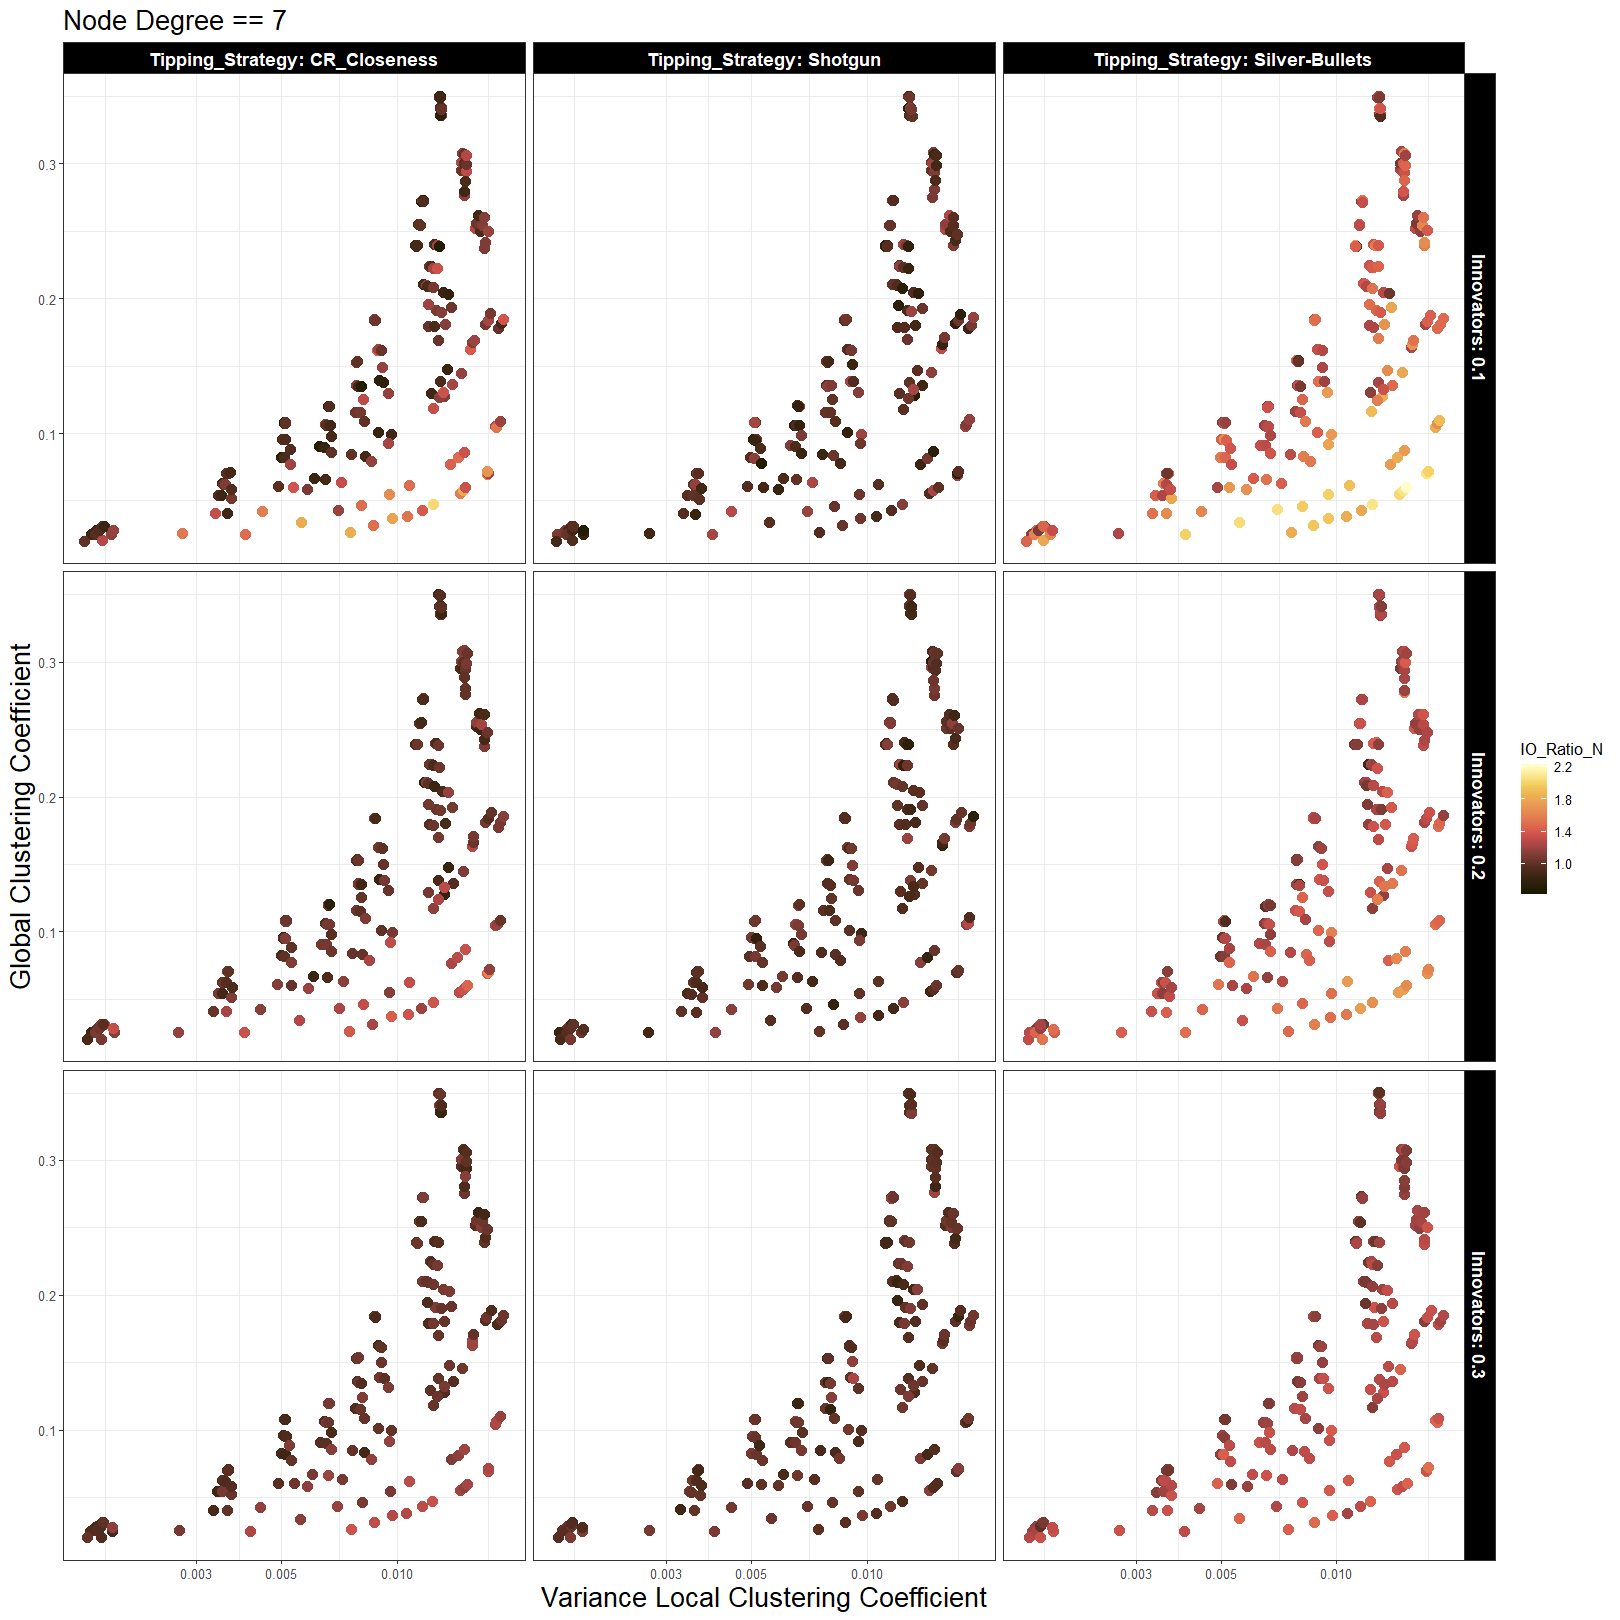 Node Degree == 7
Tipping_Strategy: CR_Closeness
Tipping_Strategy: Shotgun
Tipping_Strategy: Silver-Bullets
Global Clustering Coefficient
0.3
0.2
0.1
Innovators: 0.1
0.3
0.2
0.1
Innovators: 0.2
0.3
0.2
0.1
Innovators: 0.3
IO_Ratio_N
2.2
1.8
1.4
1.0
0.003 0.005 0.010
0.003 0.005 0.010
0.003 0.005 0.010
Variance Local Clustering Coefficient